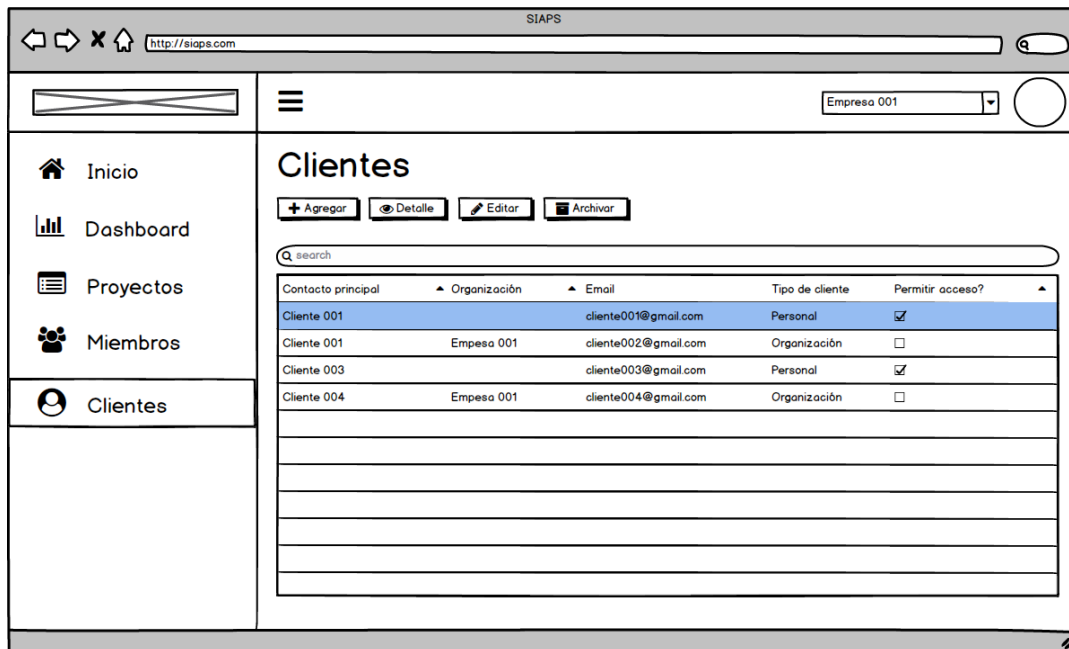 SIAPS
http://siaps.com
Empresa 001
Inicio
Dashboard
Proyectos
Miembros
Clientes
Clientes
Agregar Detalle Editar Archivar
search
Contacto principal Organización Email Tipo de cliente Permitir acceso?
Cliente 001 cliente001@gmail.com Personal
Cliente 001 Empesa 001 cliente002@gmail.com Organización
Cliente 003 cliente003@gmail.com Personal
Cliente 004 Empesa 001 cliente004@gmail.com Organización